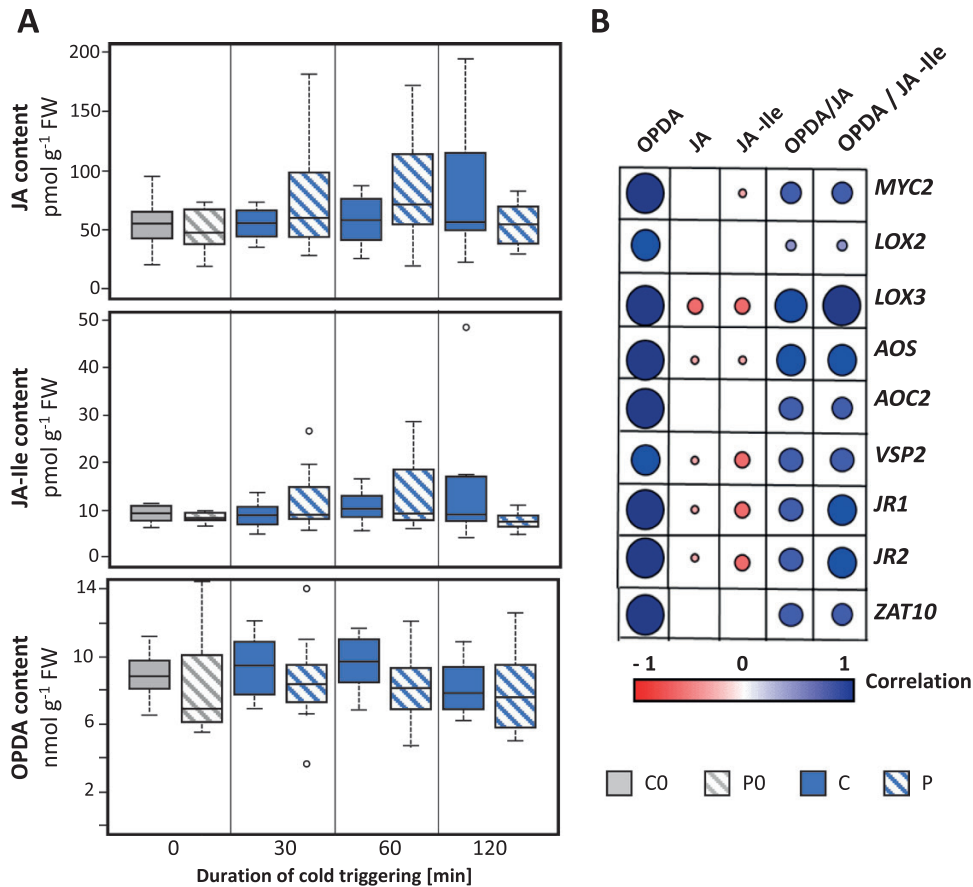 A
B
JA content
pmol g⁻¹ FW
200
150
100
50
0
JA-Ile content
pmol g⁻¹ FW
50
40
30
20
10
0
OPDA content
nmol g⁻¹ FW
14
10
6
2
0 30 60 120
Duration of cold triggering [min]
OPDA JA JA -Ile OPDA/JA OPDA / JA -Ile
MYC2
LOX2
LOX3
AOS
AOC2
VSP2
JR1
JR2
ZAT10
- 1 0 1
Correlation
C0 P0 C P